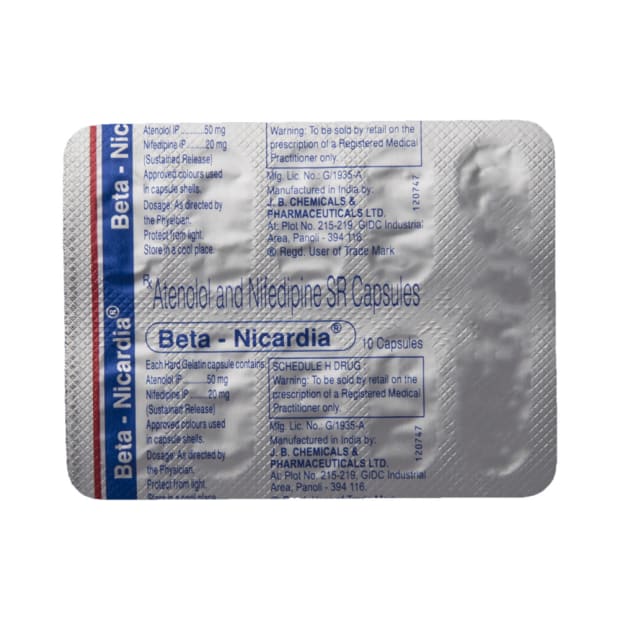 Beta - Nic
Atenolol IP..........50 mg
Nifedipine IP......20 mg
(Sustained Release)
Approved colours used
in capsule shells.
Dosage: As directed by
the Physician.
Protect from light.
Store in a cool place.
Warning: To be sold by retail on the
prescription of a Registered Medical
Practitioner only.
Mfg. Lic. No.: G/1935-A
Manufactured in India by:
J. B. CHEMICALS &
PHARMACEUTICALS LTD.
At: Plot No. 215-219, GIDC Industrial
Area, Panoli - 394 116.
® Regd. User of Trade Mark
120747
Rx Atenolol and Nifedipine SR Capsules
Beta - Nicardia®
10 Capsules
Beta - Nicardia®
Each Hard Gelatin capsule contains:
Atenolol IP..........50 mg
Nifedipine IP......20 mg
(Sustained Release)
Approved colours used
in capsule shells.
Dosage: As directed by
the Physician.
Protect from light.
Store in a cool place
SCHEDULE H DRUG
Warning: To be sold by retail on the
prescription of a Registered Medical
Practitioner only.
Mfg. Lic. No.: G/1935-A
Manufactured in India by:
J. B. CHEMICALS &
PHARMACEUTICALS LTD.
At: Plot No. 215-219, GIDC Industrial
Area, Panoli - 394 116.
120747